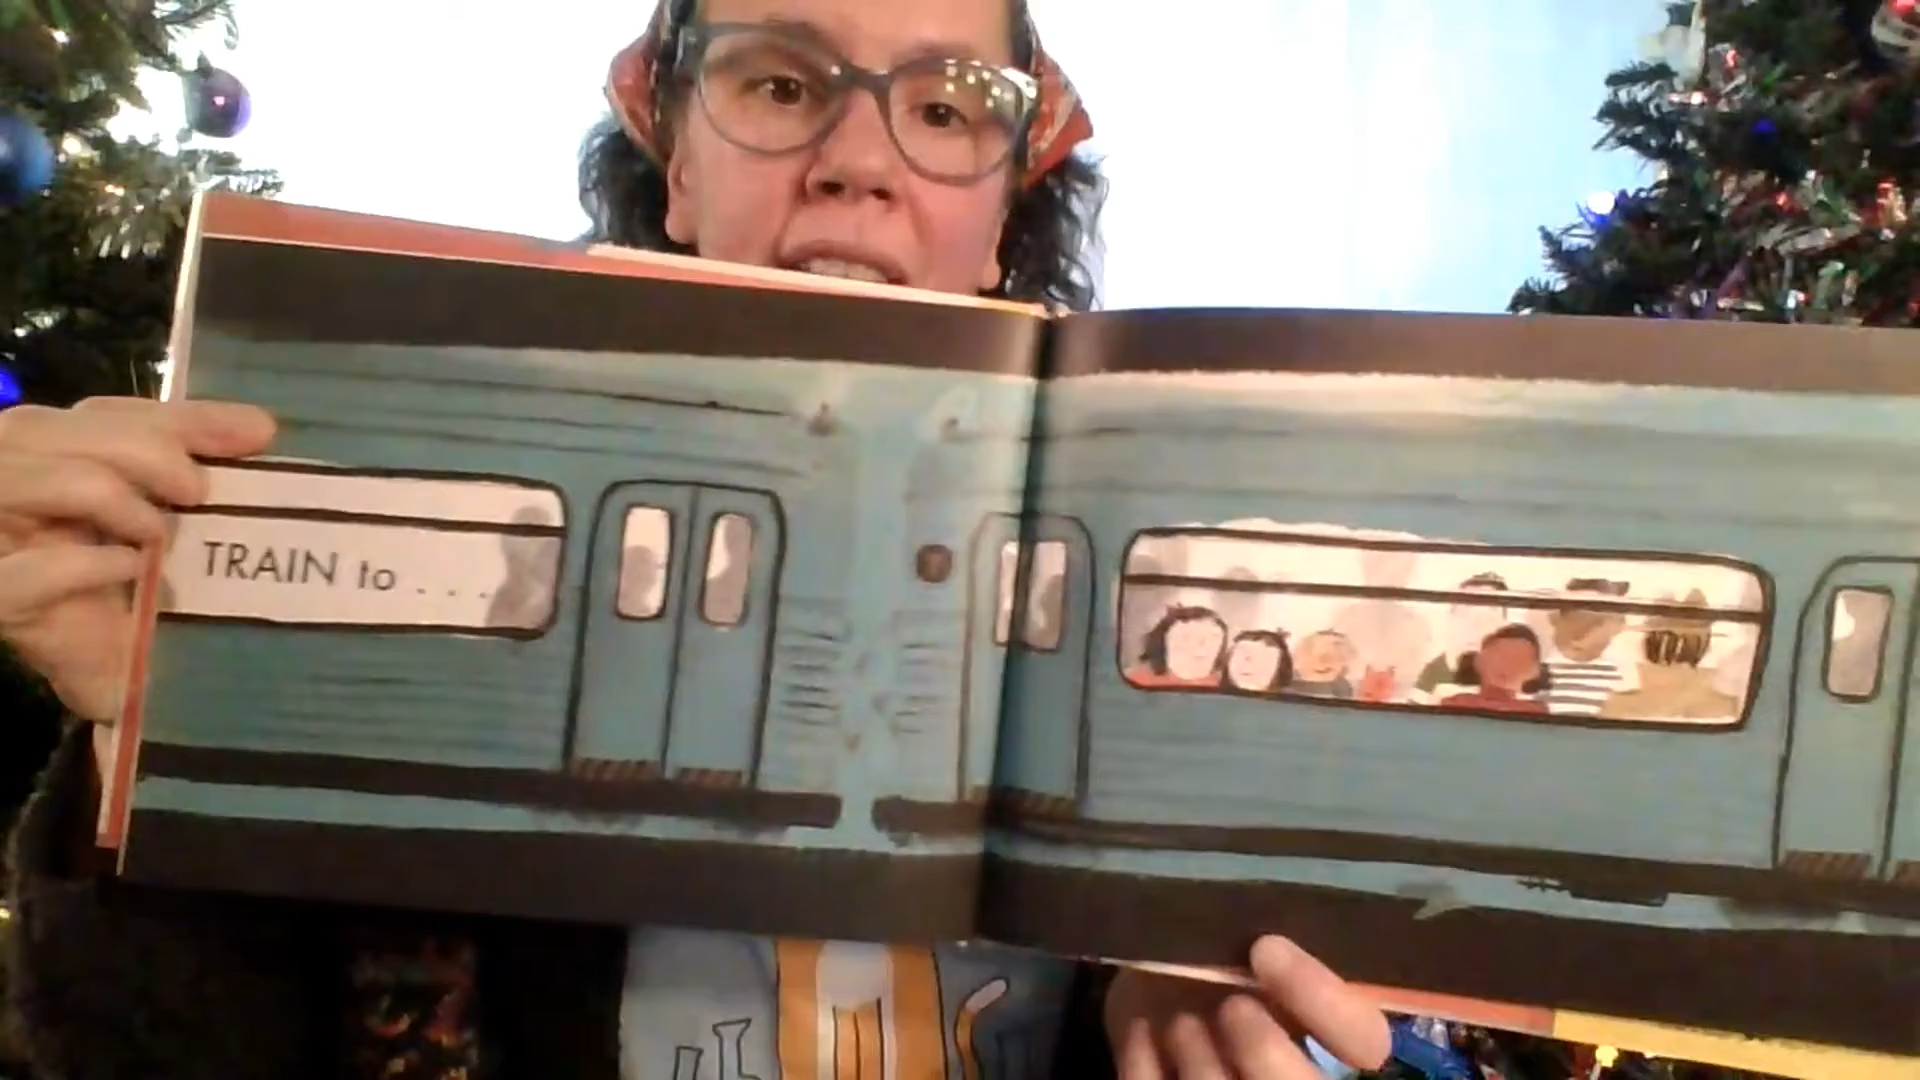 TRAIN to . . .